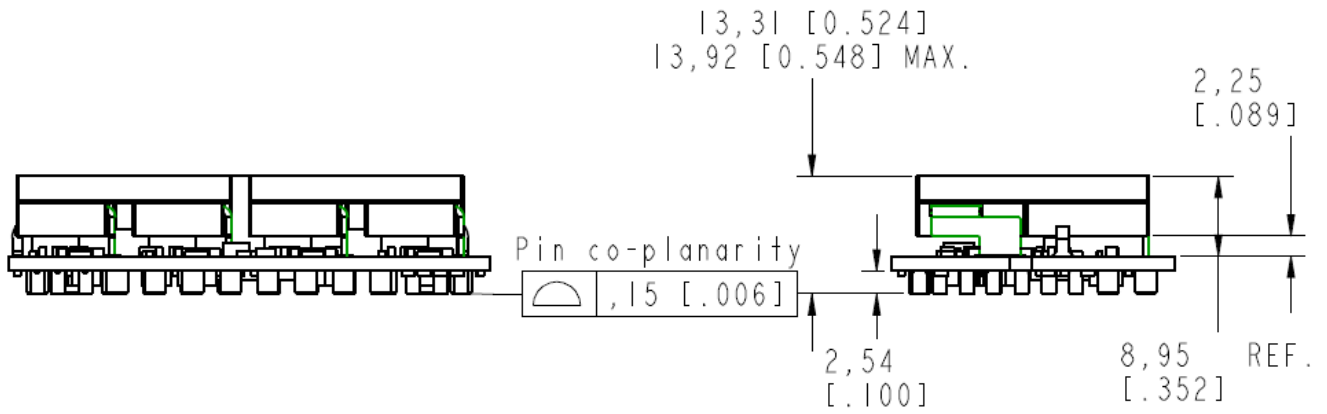 13,31 [0.524]
13,92 [0.548] MAX.
2,25
[.089]
Pin co-planarity
,15 [.006]
2,54
[.100]
8,95 REF.
[.352]